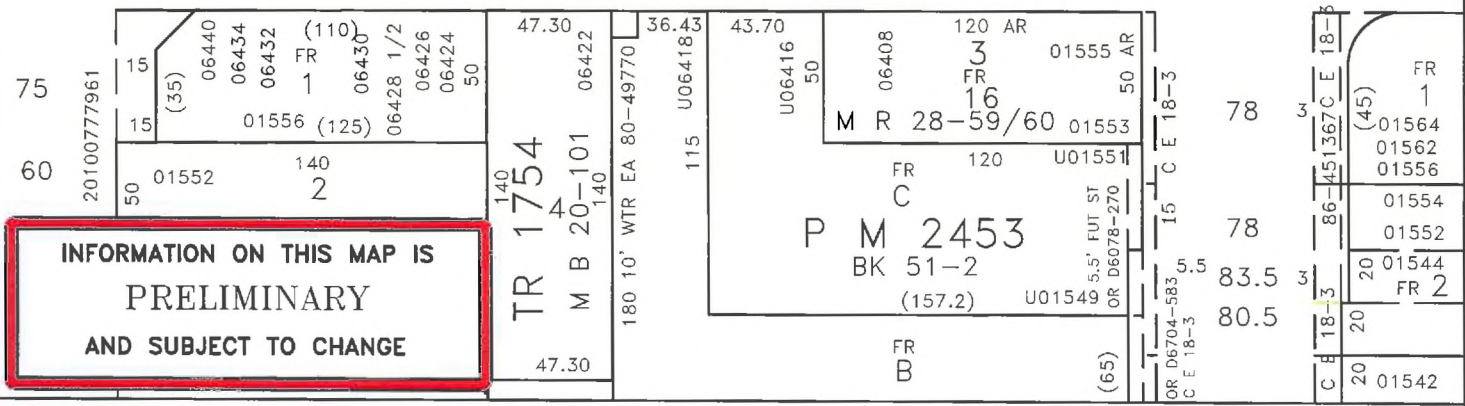 75
60
20100777961
15
15
(35)
06440
06434
06432
(110)
06430
FR
1
06428 1/2
06426
06424
50
01556 (125)
50
01552
140
2
INFORMATION ON THIS MAP IS
PRELIMINARY
AND SUBJECT TO CHANGE
47.30
06422
TR 1754
M B 20-101
140
4
140
47.30
36.43
180 10' WTR EA 80-49770
U06418
115
43.70
U06416
50
06408
120 AR
3
FR
16
M R 28-59/60
01555
50 AR
01553
120
U01551
FR
C
P M 2453
BK 51-2
(157.2)
U01549
5.5' FUT ST
OR D6078-270
FR
B
(65)
15 C E 18-3
OR D6704-583
C E 18-3
5.5
78
78
83.5
80.5
3
3
86-451367
C E 18-3
C E 18-3
(45)
FR
1
01564
01562
01556
01554
01552
20
01544
FR 2
20
20
01542